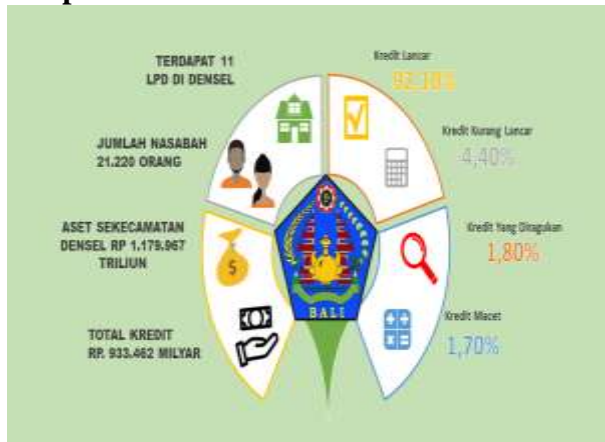 TERDAPAT 11
LPD DI DENSEL
JUMLAH NASABAH
21.220 ORANG
ASET SEKECAMATAN
DENSEL RP 1.179.967
TRILIUN
TOTAL KREDIT
RP. 933.462 MILYAR
Kredit Lancar
92,10%
Kredit Kurang Lancar
4,40%
Kredit Yang Diragukan
1,80%
Kredit Macet
1,70%
BALI
$